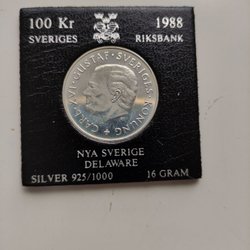 100 Kr 1988
SVERIGES RIKSBANK
CARL XVI GUSTAF · SVERIGES KONUNG
NYA SVERIGE
DELAWARE
SILVER 925/1000 16 GRAM